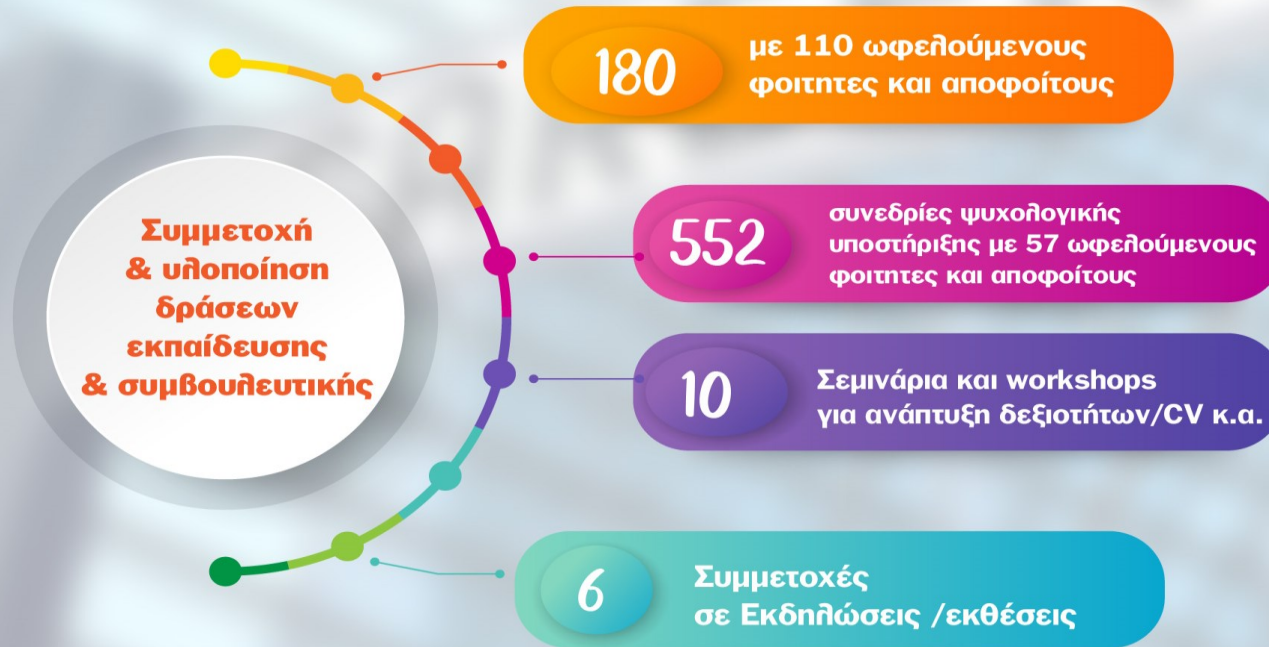 Συμμετοχή
& υλοποίηση
δράσεων
εκπαίδευσης
& συμβουλευτικής
180
με 110 ωφελούμενους
φοιτητες και αποφοίτους
552
συνεδρίες ψυχολογικής
υποστήριξης με 57 ωφελούμενους
φοιτητες και αποφοίτους
10
Σεμινάρια και workshops
για ανάπτυξη δεξιοτήτων/CV κ.α.
6
Συμμετοχές
σε Εκδηλώσεις /εκθέσεις